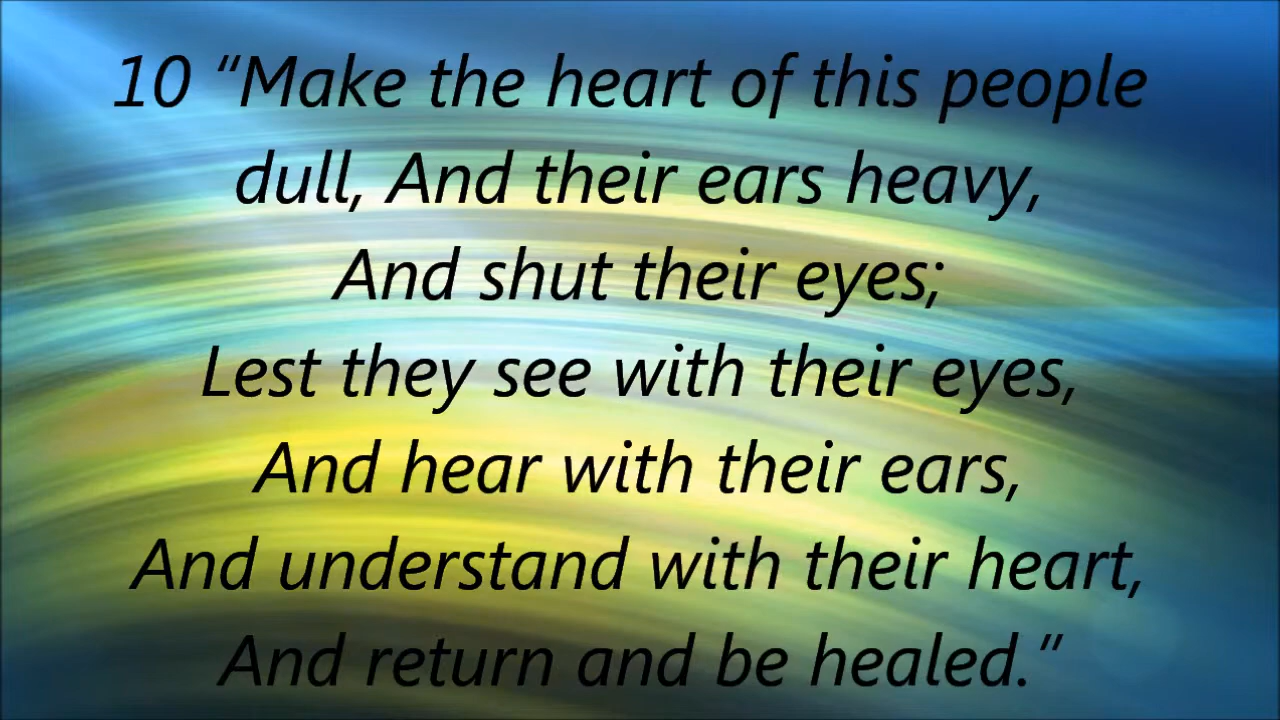 10 “Make the heart of this people
dull, And their ears heavy,
And shut their eyes;
Lest they see with their eyes,
And hear with their ears,
And understand with their heart,
And return and be healed.”